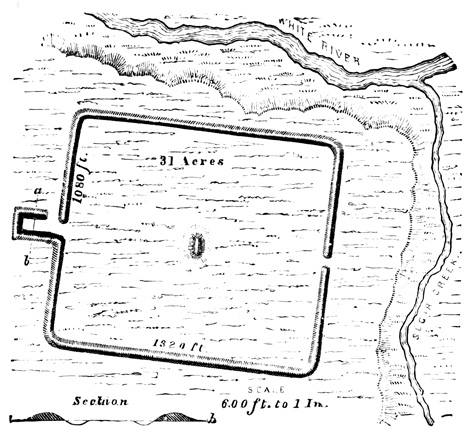 WHITE RIVER
31 Acres
1080 ft.
a
b
SUGAR CREEK
1320 ft
SCALE
600 ft. to 1 In.
Section
b